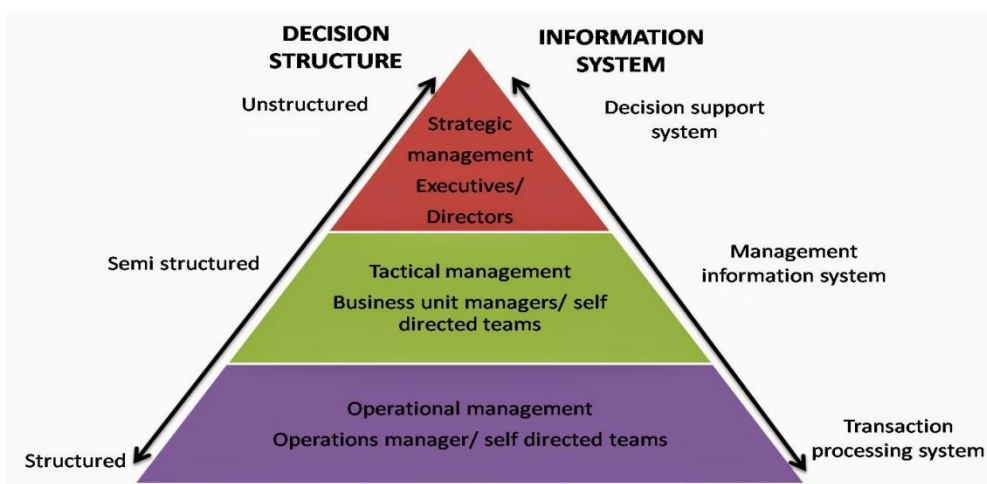 DECISION
STRUCTURE
INFORMATION
SYSTEM
Unstructured
Decision support
system
Strategic
management
Executives/
Directors
Semi structured
Management
information system
Tactical management
Business unit managers/ self
directed teams
Operational management
Operations manager/ self directed teams
Structured
Transaction
processing system